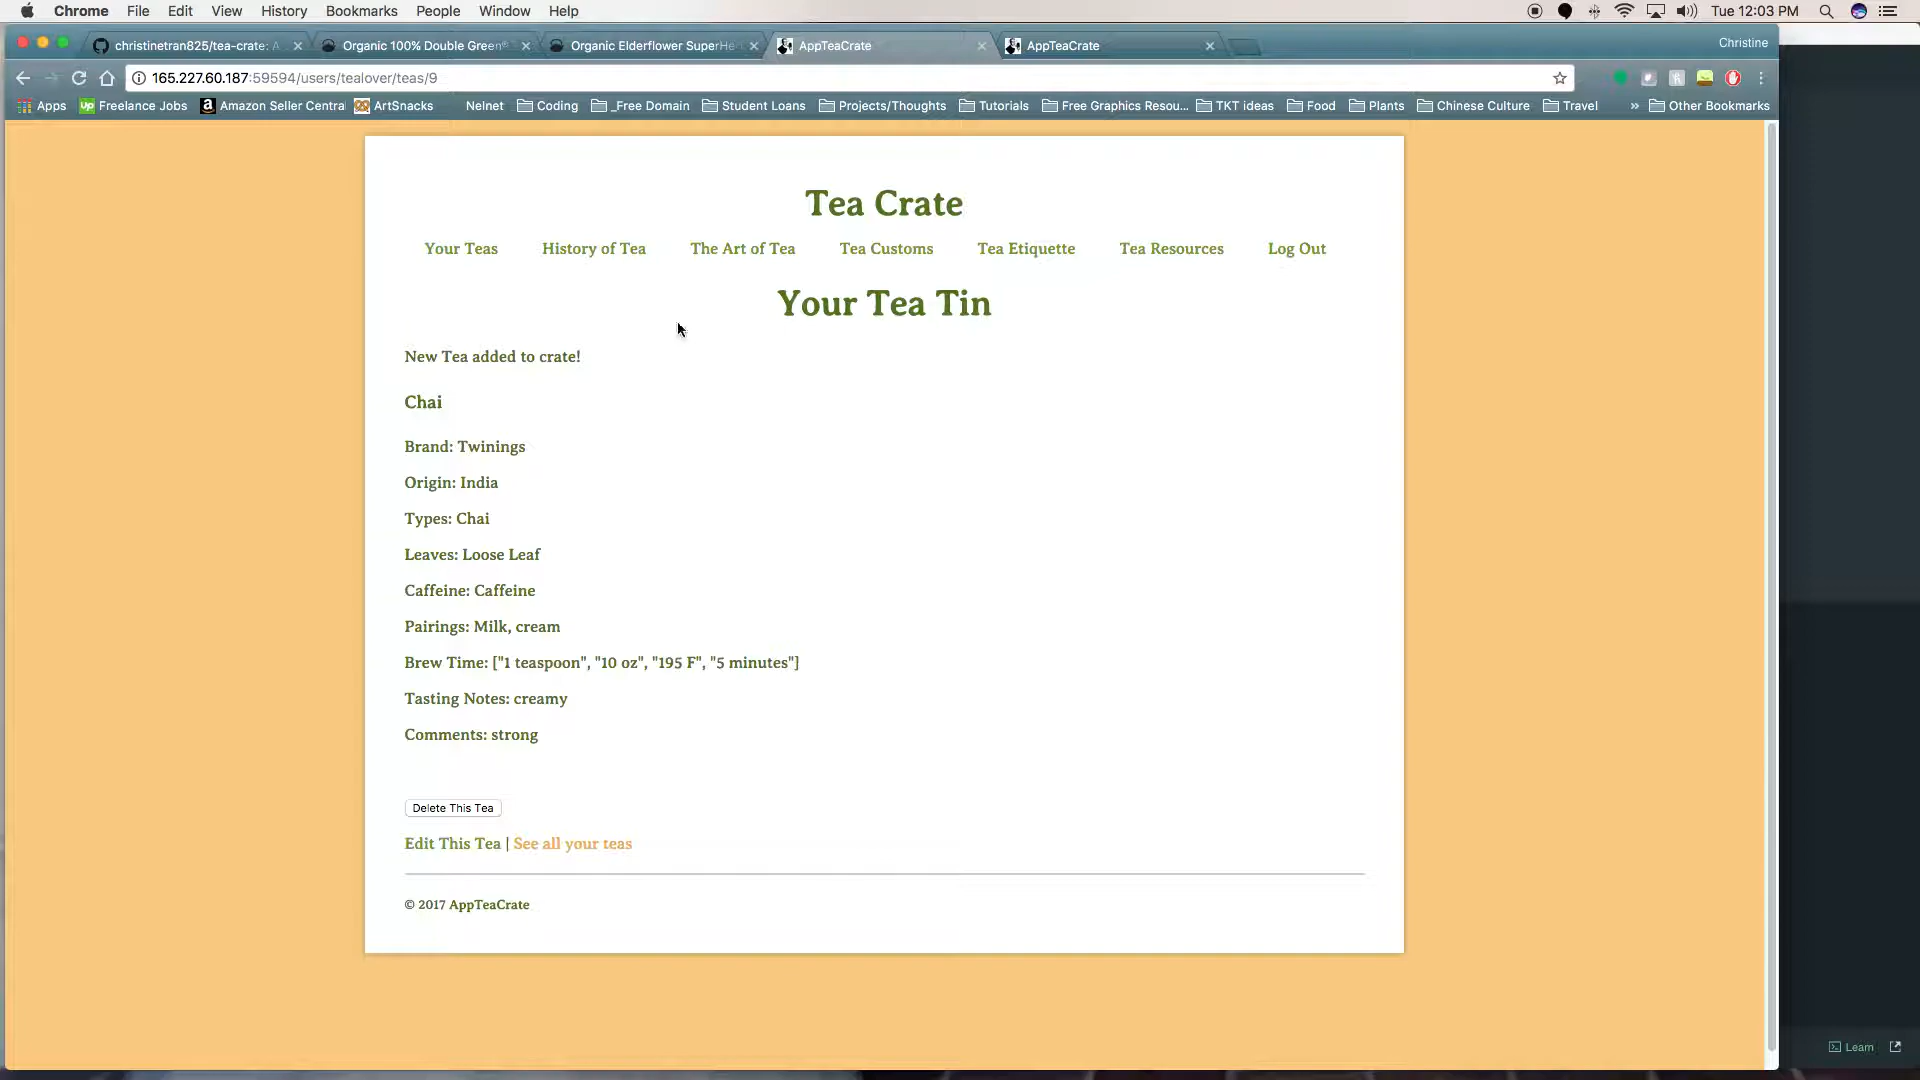 Chrome File Edit View History Bookmarks People Window Help Tue 12:03 PM
christinetran825/tea-crate: A Organic 100% Double Green® Organic Elderflower SuperHe AppTeaCrate AppTeaCrate Christine
165.227.60.187:59594/users/tealover/teas/9
Apps Freelance Jobs Amazon Seller Central ArtSnacks Nelnet Coding _Free Domain Student Loans Projects/Thoughts Tutorials Free Graphics Resou... TKT ideas Food Plants Chinese Culture Travel » Other Bookmarks
Tea Crate
Your Teas History of Tea The Art of Tea Tea Customs Tea Etiquette Tea Resources Log Out
Your Tea Tin
New Tea added to crate!
Chai
Brand: Twinings
Origin: India
Types: Chai
Leaves: Loose Leaf
Caffeine: Caffeine
Pairings: Milk, cream
Brew Time: ["1 teaspoon", "10 oz", "195 F", "5 minutes"]
Tasting Notes: creamy
Comments: strong
Delete This Tea
Edit This Tea | See all your teas
© 2017 AppTeaCrate
Learn